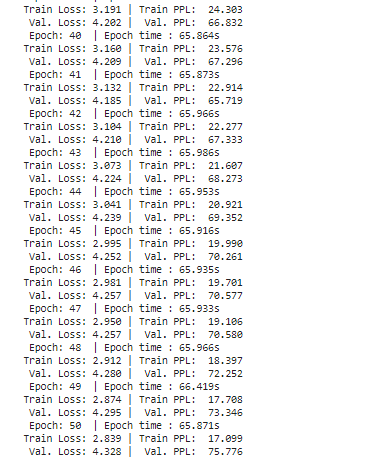 Train Loss: 3.191 | Train PPL: 24.303
Val. Loss: 4.202 | Val. PPL: 66.832
Epoch: 40 | Epoch time : 65.864s
Train Loss: 3.160 | Train PPL: 23.576
Val. Loss: 4.209 | Val. PPL: 67.296
Epoch: 41 | Epoch time : 65.873s
Train Loss: 3.132 | Train PPL: 22.914
Val. Loss: 4.185 | Val. PPL: 65.719
Epoch: 42 | Epoch time : 65.966s
Train Loss: 3.104 | Train PPL: 22.277
Val. Loss: 4.210 | Val. PPL: 67.333
Epoch: 43 | Epoch time : 65.986s
Train Loss: 3.073 | Train PPL: 21.607
Val. Loss: 4.224 | Val. PPL: 68.273
Epoch: 44 | Epoch time : 65.953s
Train Loss: 3.041 | Train PPL: 20.921
Val. Loss: 4.239 | Val. PPL: 69.352
Epoch: 45 | Epoch time : 65.916s
Train Loss: 2.995 | Train PPL: 19.990
Val. Loss: 4.252 | Val. PPL: 70.261
Epoch: 46 | Epoch time : 65.935s
Train Loss: 2.981 | Train PPL: 19.701
Val. Loss: 4.257 | Val. PPL: 70.577
Epoch: 47 | Epoch time : 65.933s
Train Loss: 2.950 | Train PPL: 19.106
Val. Loss: 4.257 | Val. PPL: 70.580
Epoch: 48 | Epoch time : 65.966s
Train Loss: 2.912 | Train PPL: 18.397
Val. Loss: 4.280 | Val. PPL: 72.252
Epoch: 49 | Epoch time : 66.419s
Train Loss: 2.874 | Train PPL: 17.708
Val. Loss: 4.295 | Val. PPL: 73.346
Epoch: 50 | Epoch time : 65.871s
Train Loss: 2.839 | Train PPL: 17.099
Val. Loss: 4.328 | Val. PPL: 75.776